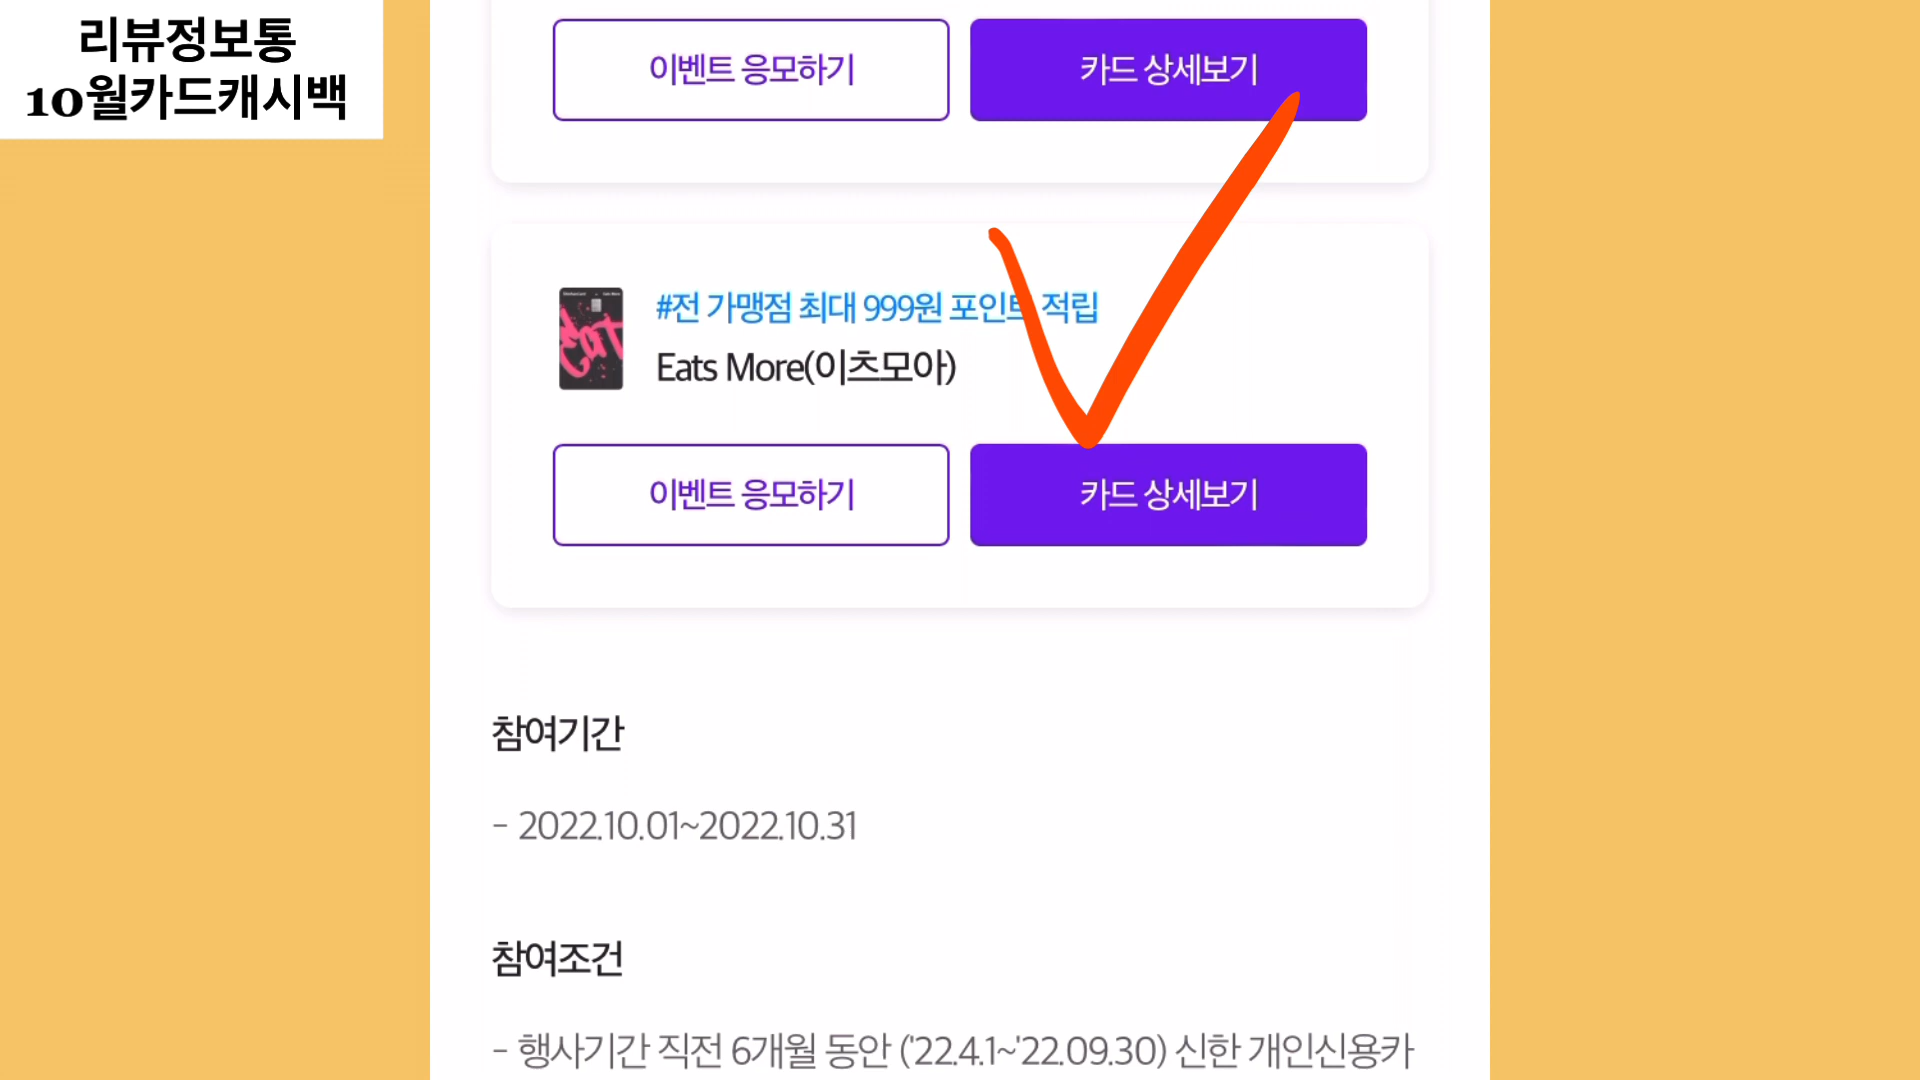 리뷰정보통
10월카드캐시백
이벤트 응모하기
카드 상세보기
#전 가맹점 최대 999원 포인트 적립
Eats More(이츠모아)
이벤트 응모하기
카드 상세보기
참여기간
- 2022.10.01~2022.10.31
참여조건
- 행사기간 직전 6개월 동안 ('22.4.1~'22.09.30) 신한 개인신용카